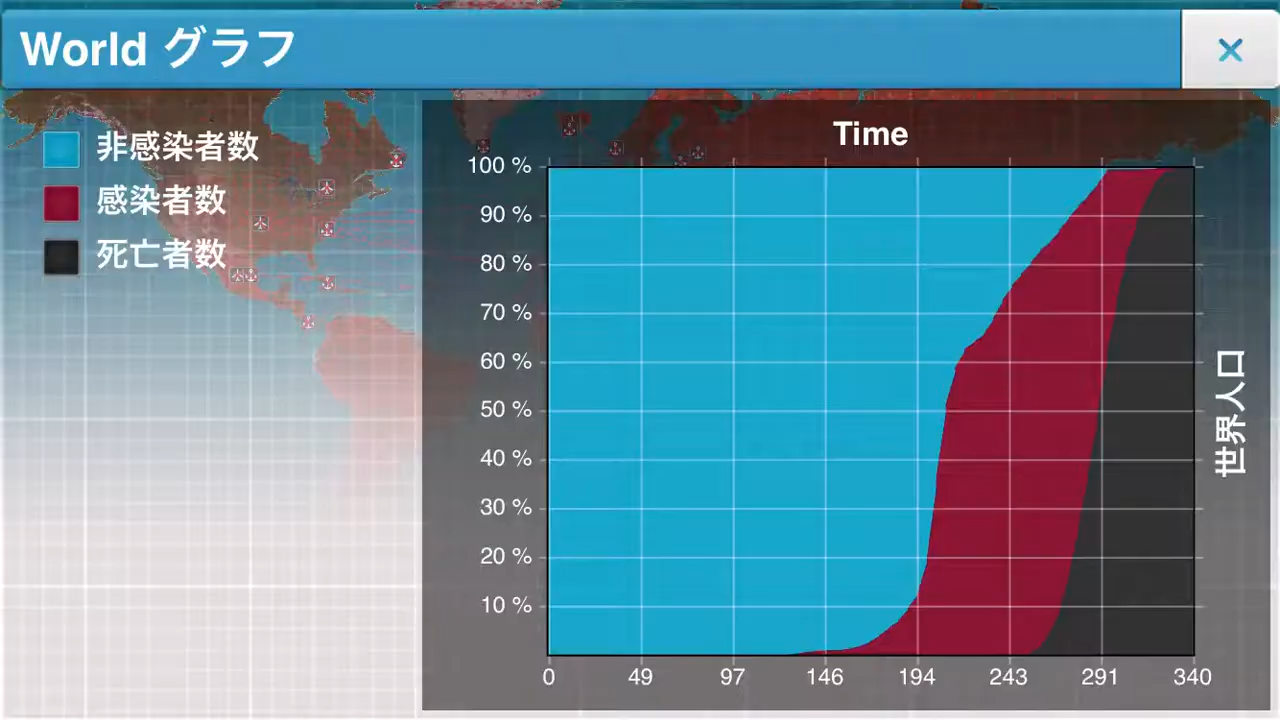 World グラフ
×
非感染者数
感染者数
死亡者数
Time
100 %
90 %
80 %
70 %
60 %
50 %
40 %
30 %
20 %
10 %
0 49 97 146 194 243 291 340
世界人口